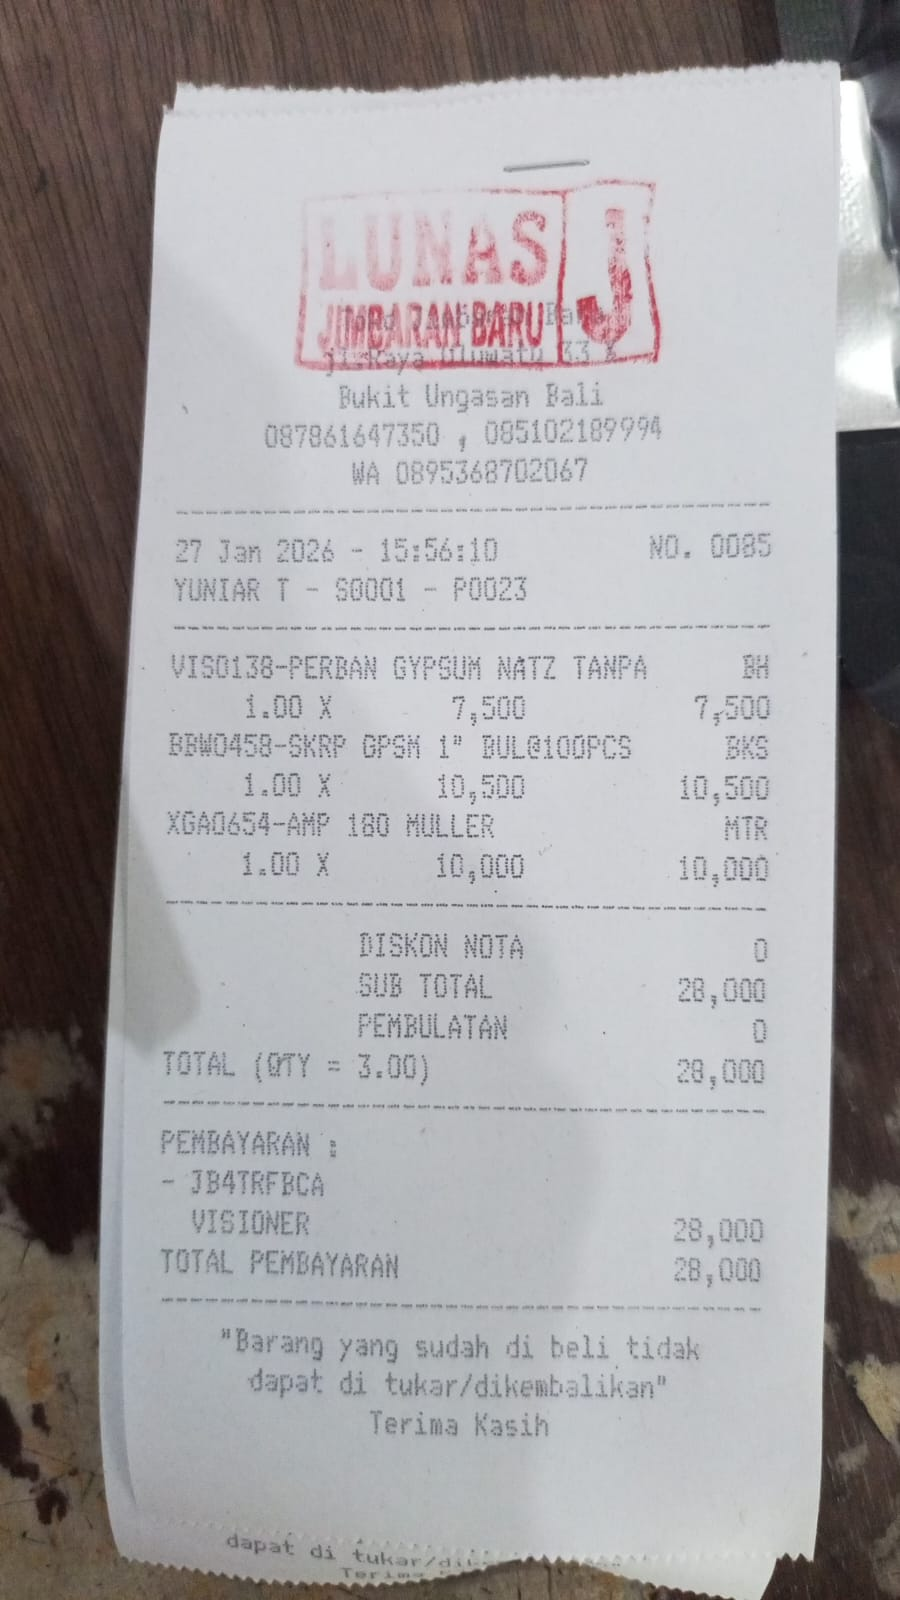 LUNAS J
JIMBARAN BARU
jl.Raya Uluwatu 33 X
Bukit Ungasan Bali
087861647350 , 085102189994
WA 0895368702067
27 Jan 2026 - 15:56:10 NO. 0085
YUNIAR T - S0001 - P0023
VIS0138-PERBAN GYPSUM NATZ TANPA BH
1.00 X 7,500 7,500
BBW0458-SKRP GPSM 1" BUL@100PCS BKS
1.00 X 10,500 10,500
XGA0654-AMP 180 MULLER MTR
1.00 X 10,000 10,000
DISKON NOTA 0
SUB TOTAL 28,000
PEMBULATAN 0
TOTAL (QTY = 3.00) 28,000
PEMBAYARAN :
- JB4TRFBCA
VISIONER 28,000
TOTAL PEMBAYARAN 28,000
"Barang yang sudah di beli tidak
dapat di tukar/dikembalikan"
Terima Kasih
dapat di tukar/